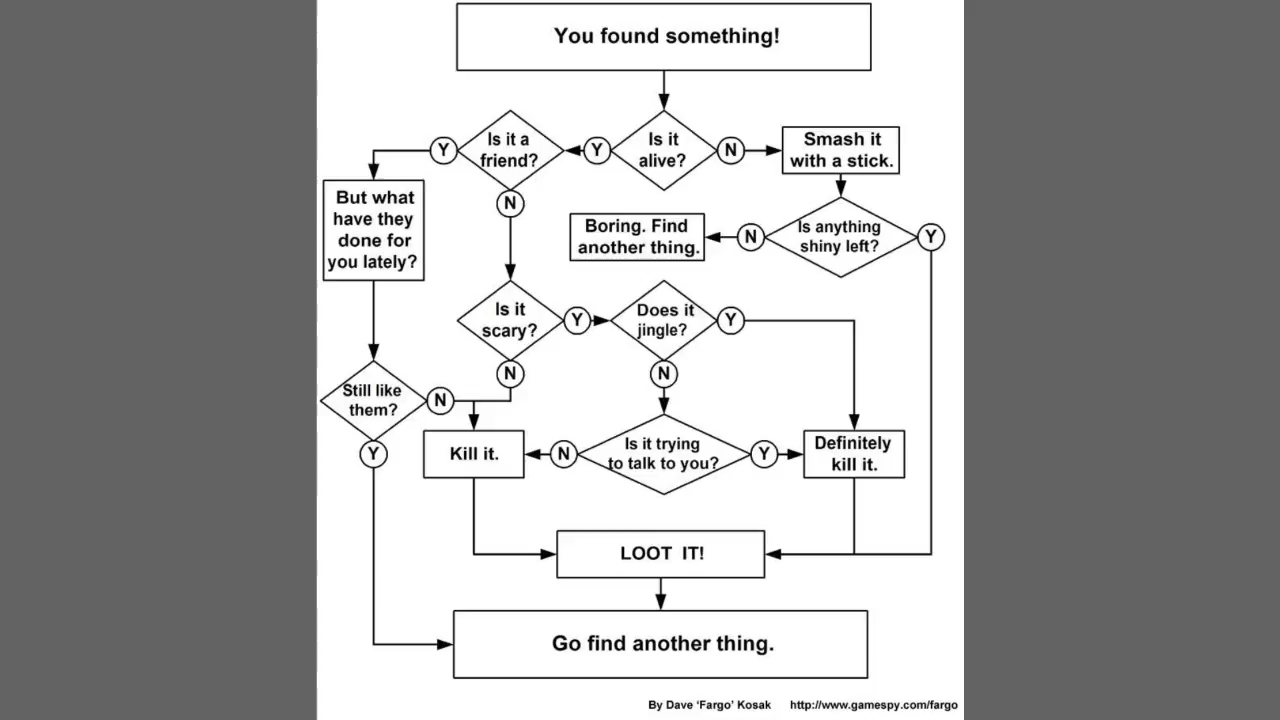 You found something!
Is it a
friend?
Y
Y
Is it
alive?
N
Smash it
with a stick.
But what
have they
done for
you lately?
N
Boring. Find
another thing.
N
Is anything
shiny left?
Y
Is it
scary?
Y
Does it
jingle?
Y
N
N
Still like
them?
N
Y
Kill it.
N
Is it trying
to talk to you?
Y
Definitely
kill it.
LOOT IT!
Go find another thing.
By Dave ‘Fargo’ Kosak http://www.gamespy.com/fargo